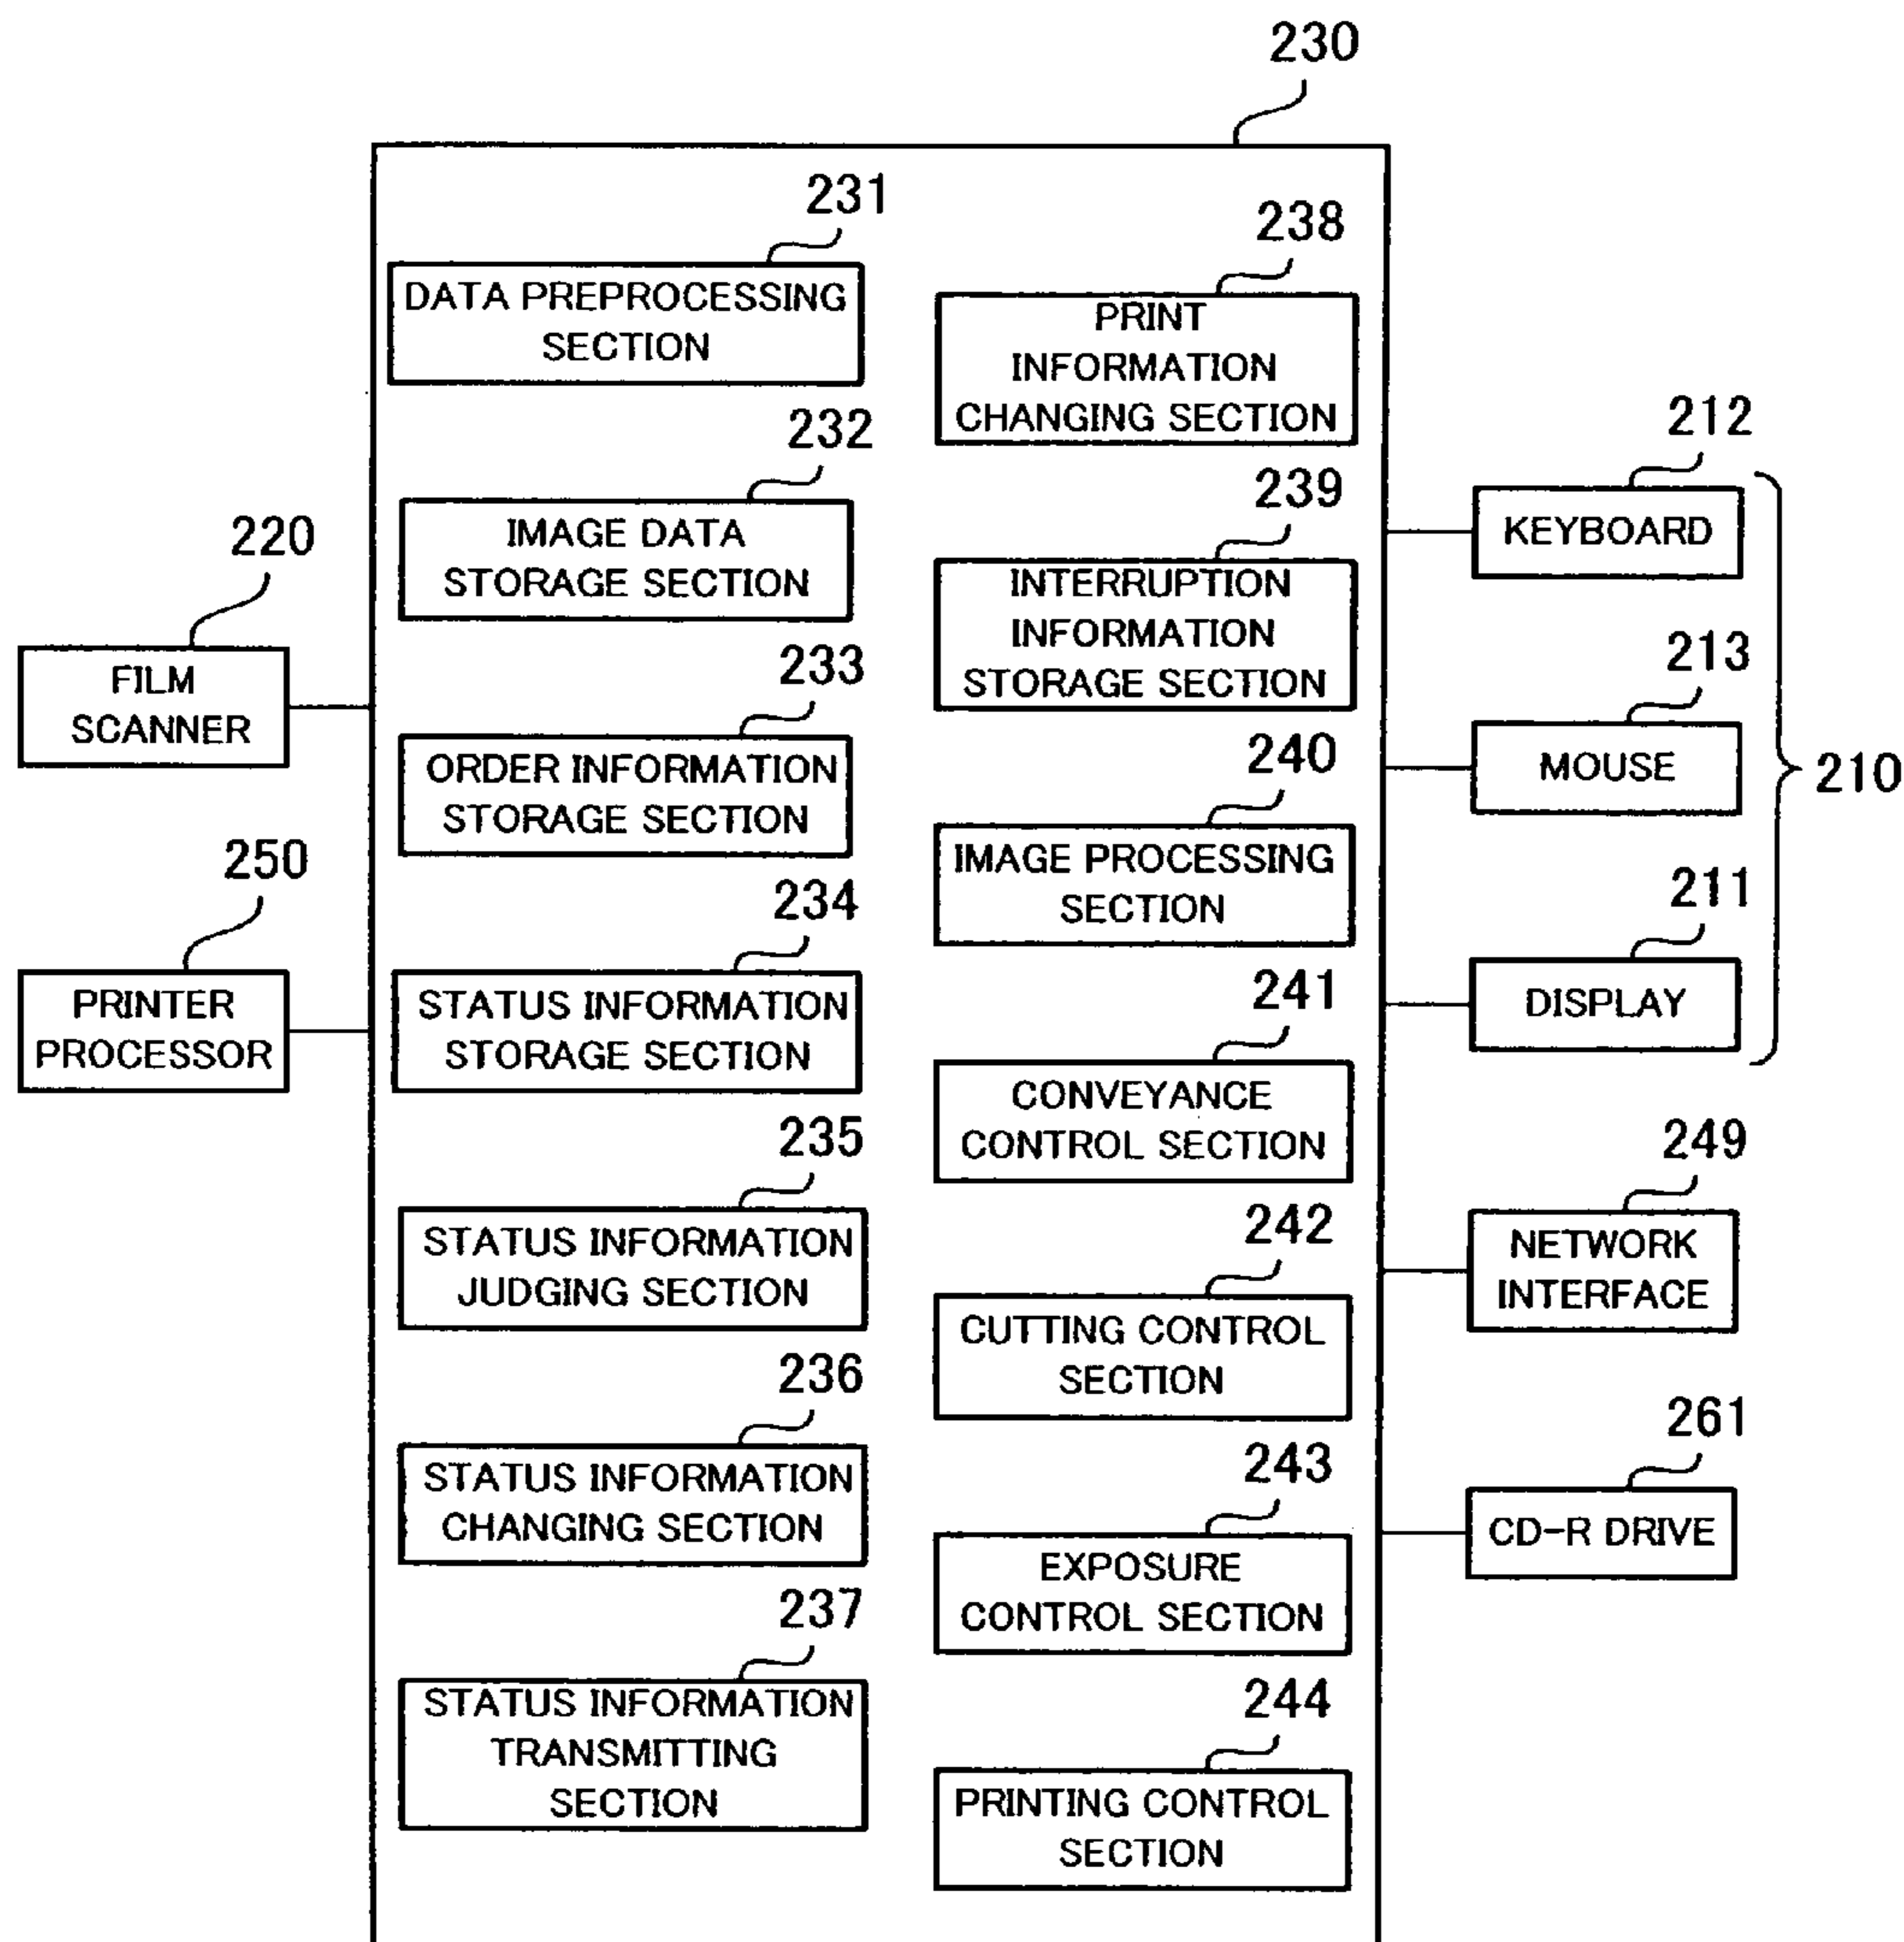 230
231
DATA PREPROCESSING
SECTION
232
IMAGE DATA
STORAGE SECTION
220
FILM
SCANNER
233
ORDER INFORMATION
STORAGE SECTION
250
PRINTER
PROCESSOR
234
STATUS INFORMATION
STORAGE SECTION
235
STATUS INFORMATION
JUDGING SECTION
236
STATUS INFORMATION
CHANGING SECTION
237
STATUS INFORMATION
TRANSMITTING
SECTION
238
PRINT
INFORMATION
CHANGING SECTION
239
INTERRUPTION
INFORMATION
STORAGE SECTION
240
IMAGE PROCESSING
SECTION
241
CONVEYANCE
CONTROL SECTION
242
CUTTING CONTROL
SECTION
243
EXPOSURE
CONTROL SECTION
244
PRINTING CONTROL
SECTION
212
KEYBOARD
213
MOUSE
210
211
DISPLAY
249
NETWORK
INTERFACE
261
CD-R DRIVE